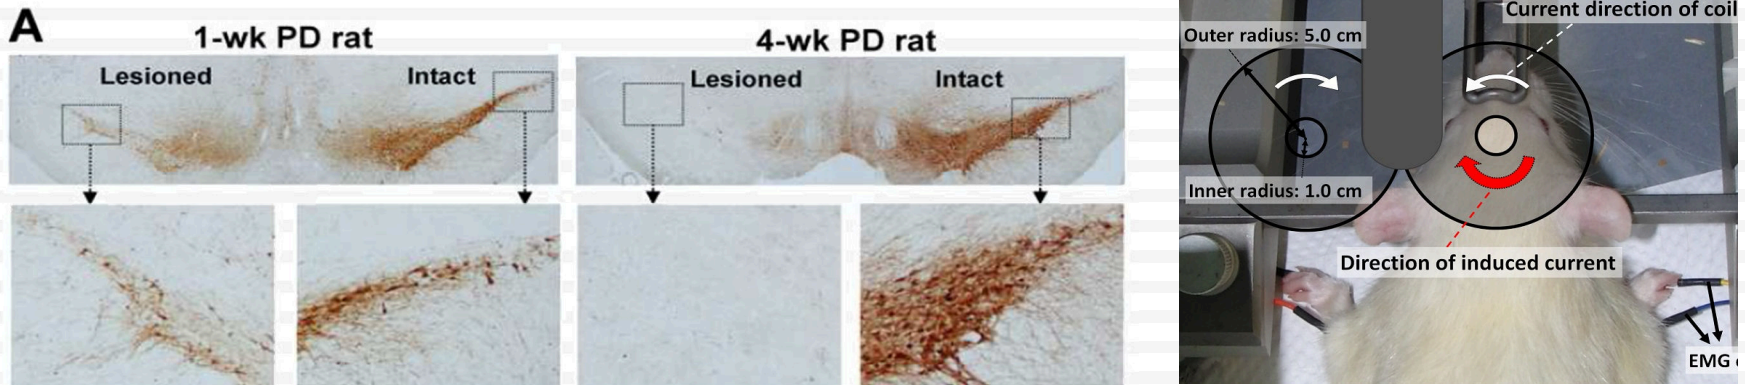 A
1-wk PD rat
4-wk PD rat
Lesioned
Intact
Lesioned
Intact
Current direction of coil
Outer radius: 5.0 cm
Inner radius: 1.0 cm
Direction of induced current
EMG